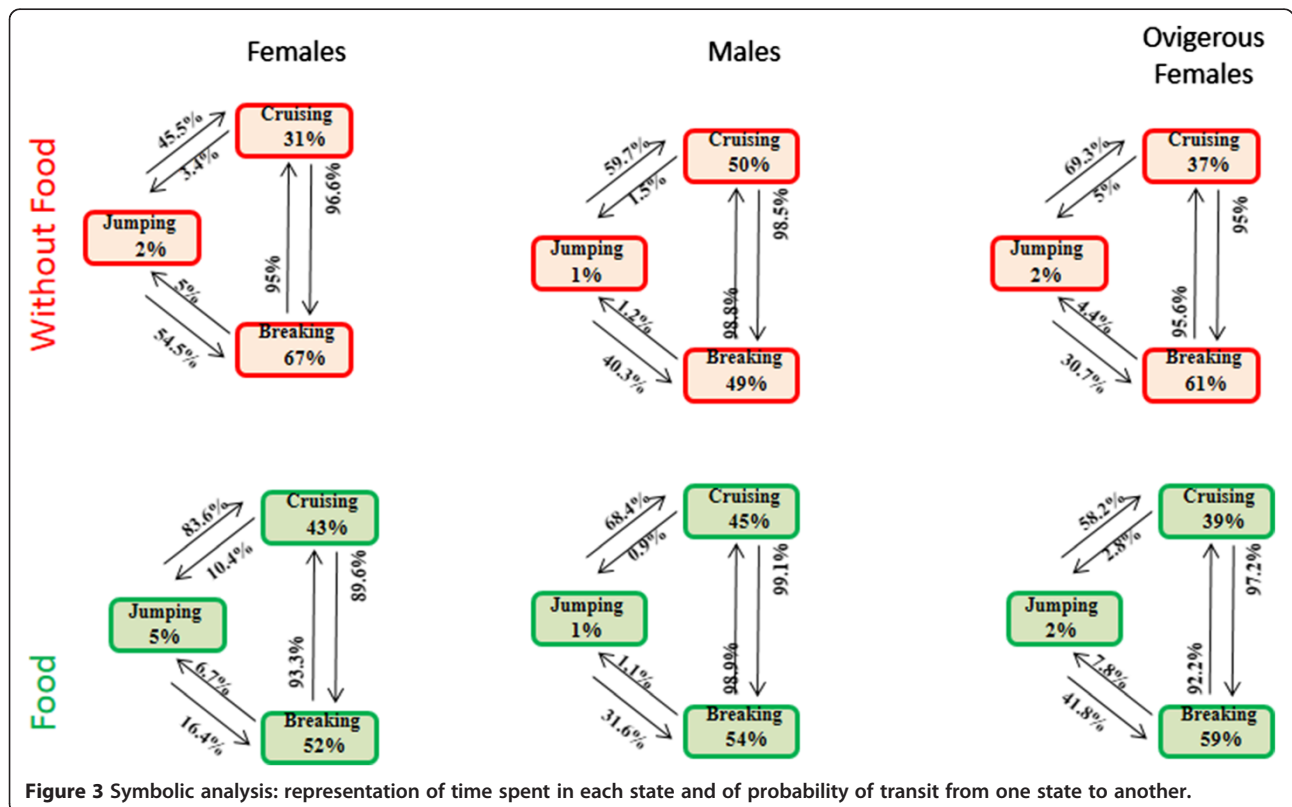 Females
Males
Ovigerous
Females
Without Food
Cruising
31%
45.5%
3.4%
96.6%
Jumping
2%
95%
5%
54.5%
Breaking
67%
Cruising
50%
59.7%
1.5%
98.5%
Jumping
1%
98.8%
1.2%
40.3%
Breaking
49%
Cruising
37%
69.3%
5%
95%
Jumping
2%
95.6%
4.4%
30.7%
Breaking
61%
Food
Cruising
43%
83.6%
10.4%
89.6%
Jumping
5%
93.3%
6.7%
16.4%
Breaking
52%
Cruising
45%
68.4%
0.9%
99.1%
Jumping
1%
98.9%
1.1%
31.6%
Breaking
54%
Cruising
39%
58.2%
2.8%
97.2%
Jumping
2%
92.2%
7.8%
41.8%
Breaking
59%
Figure 3 Symbolic analysis: representation of time spent in each state and of probability of transit from one state to another.